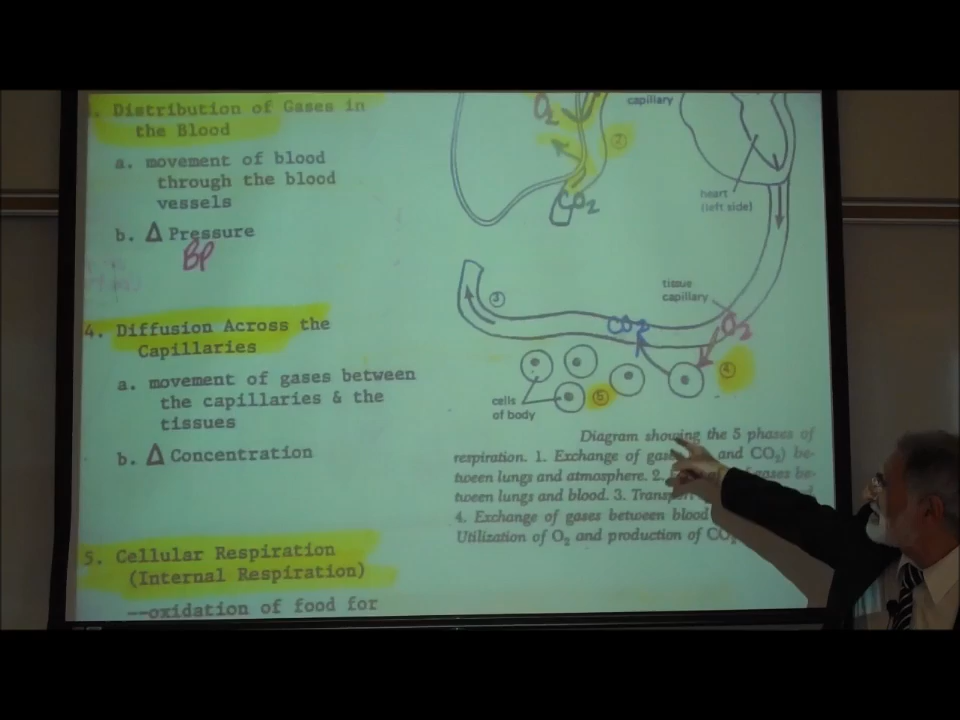 Distribution of Gases in
the Blood
a. movement of blood
through the blood
vessels
b. Δ Pressure
BP
4. Diffusion Across the
Capillaries
a. movement of gases between
the capillaries & the
tissues
b. Δ Concentration
5. Cellular Respiration
(Internal Respiration)
--oxidation of food for
O₂
capillary
②
CO₂
heart
(left side)
tissue
capillary
③
CO₂
O₂
④
cells
of body
⑤
Diagram showing the 5 phases of
respiration. 1. Exchange of and CO₂) be-
tween lungs and atmosphere. 2. gases be-
tween lungs and blood. 3.
4. Exchange of gases between blood
Utilization of O₂ and production of CO₂